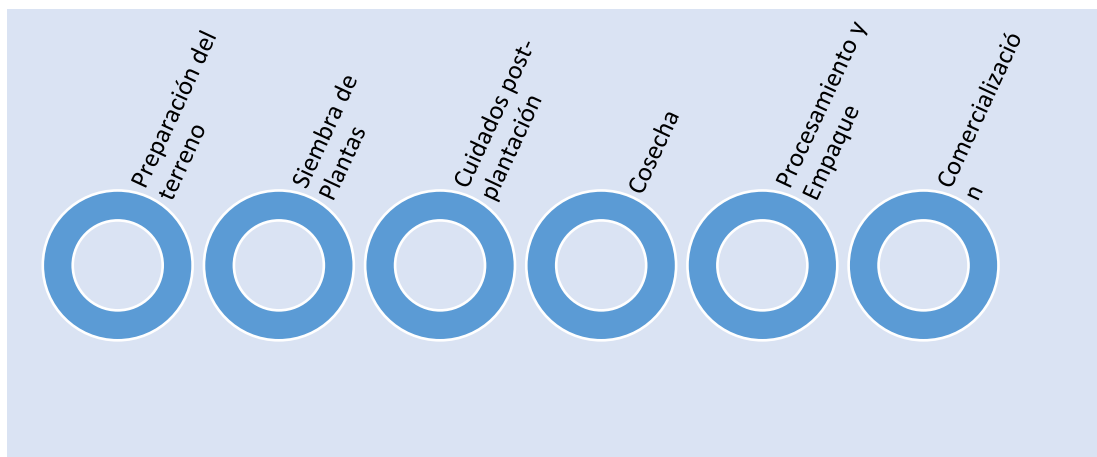 Preparación del
terreno
Siembra de
Plantas
Cuidados post-
plantación
Cosecha
Procesamiento y
Empaque
Comercializació
n